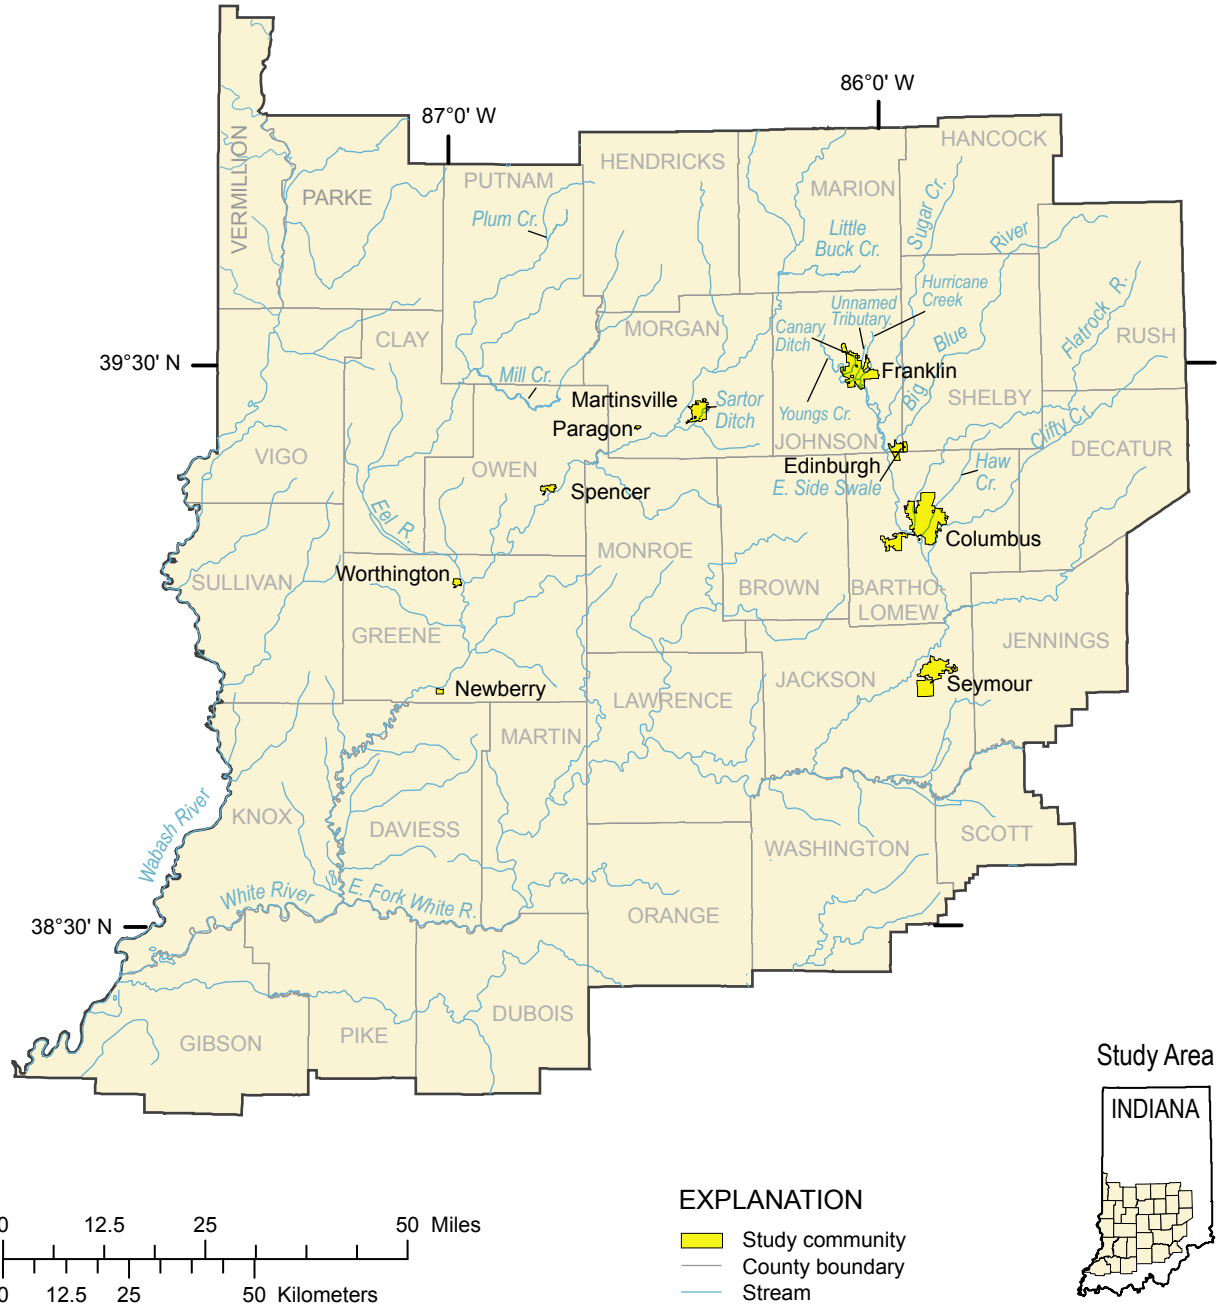 86°0' W
87°0' W
HANCOCK
HENDRICKS
VERMILLION
PUTNAM
MARION
PARKE
Sugar Cr.
Plum Cr.
Little
Buck Cr.
River
Hurricane
Creek
Unnamed
Tributary
Flatrock R.
MORGAN
Canary
Ditch
RUSH
CLAY
Blue
39°30' N
Franklin
Mill Cr.
Big
SHELBY
Martinsville
Sartor
Ditch
Youngs Cr.
Paragon
Clifty Cr.
JOHNSON
DECATUR
VIGO
OWEN
Edinburgh
Haw
Cr.
E. Side Swale
Spencer
Eel R.
Columbus
MONROE
Worthington
SULLIVAN
BROWN
BARTHO-
LOMEW
GREENE
JENNINGS
JACKSON
Seymour
Newberry
LAWRENCE
MARTIN
Wabash River
KNOX
DAVIESS
SCOTT
WASHINGTON
White River
E. Fork White R.
ORANGE
38°30' N
DUBOIS
PIKE
GIBSON
Study Area
INDIANA
EXPLANATION
Study community
County boundary
Stream
0 12.5 25 50 Miles
0 12.5 25 50 Kilometers